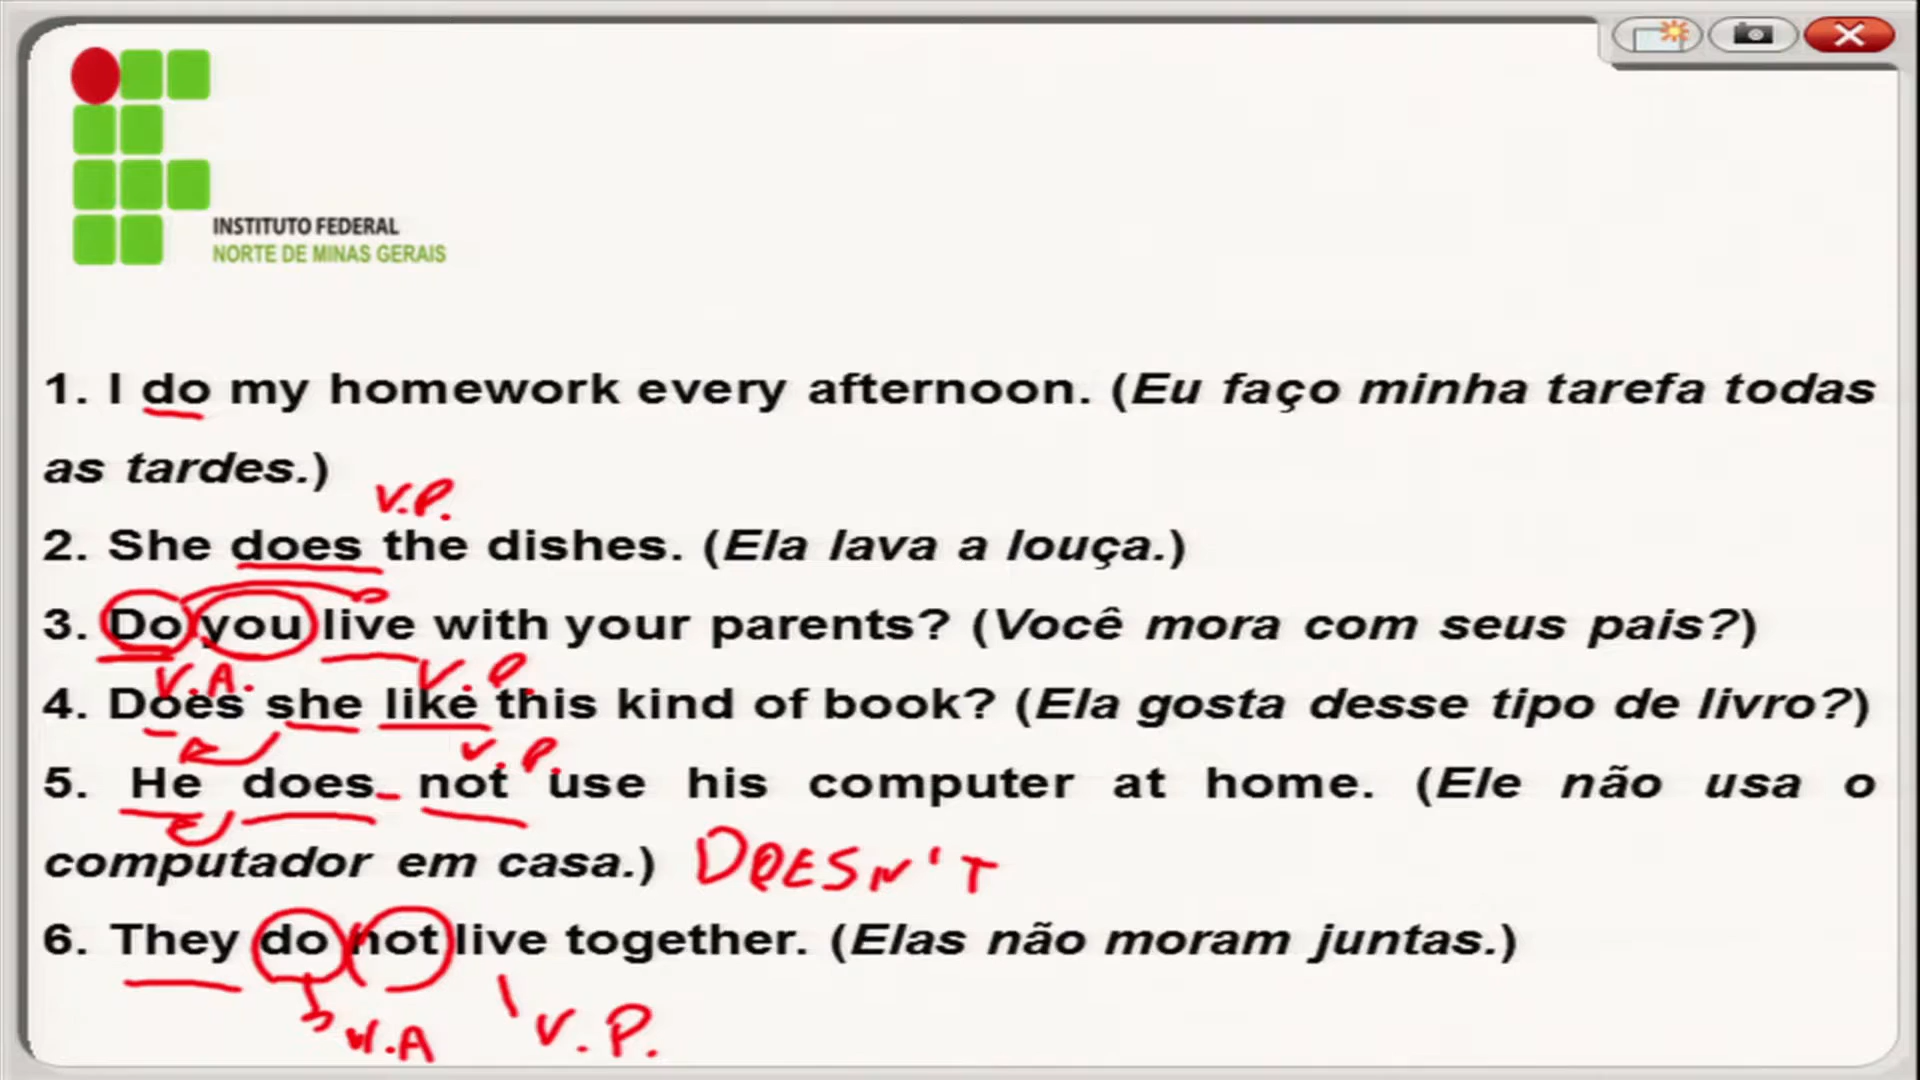 INSTITUTO FEDERAL
NORTE DE MINAS GERAIS
1. I do my homework every afternoon. (Eu faço minha tarefa todas
as tardes.)
V.P.
2. She does the dishes. (Ela lava a louça.)
3. Do you live with your parents? (Você mora com seus pais?)
V.A. V.P.
4. Does she like this kind of book? (Ela gosta desse tipo de livro?)
V.P.
5. He does not use his computer at home. (Ele não usa o
computador em casa.) DOESN'T
6. They do not live together. (Elas não moram juntas.)
V.A V.P.